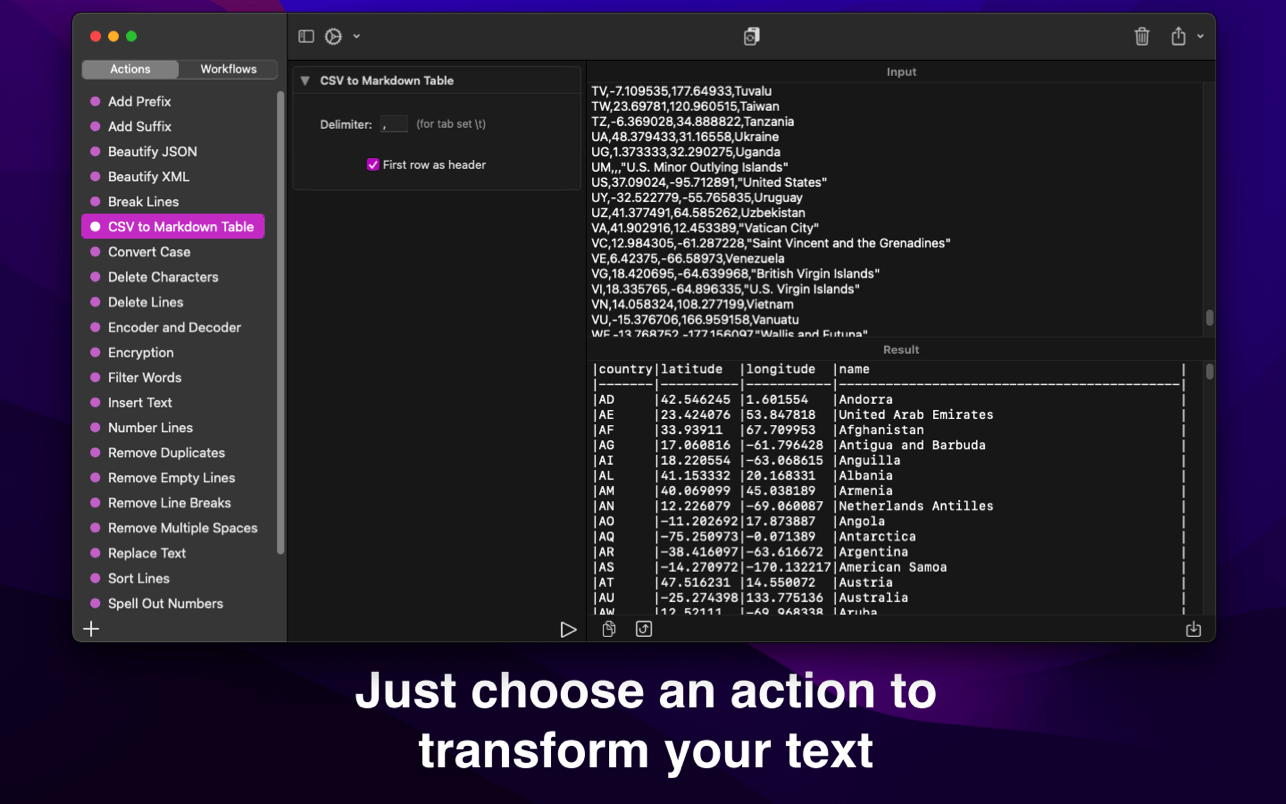 Actions
Workflows
Add Prefix
Add Suffix
Beautify JSON
Beautify XML
Break Lines
CSV to Markdown Table
Convert Case
Delete Characters
Delete Lines
Encoder and Decoder
Encryption
Filter Words
Insert Text
Number Lines
Remove Duplicates
Remove Empty Lines
Remove Line Breaks
Remove Multiple Spaces
Replace Text
Sort Lines
Spell Out Numbers
CSV to Markdown Table
Delimiter: , (for tab set \t)
First row as header
Input
TV,-7.109535,177.64933,Tuvalu
TW,23.69781,120.960515,Taiwan
TZ,-6.369028,34.888822,Tanzania
UA,48.379433,31.16558,Ukraine
UG,1.373333,32.290275,Uganda
UM,,,"U.S. Minor Outlying Islands"
US,37.09024,-95.712891,"United States"
UY,-32.522779,-55.765835,Uruguay
UZ,41.377491,64.585262,Uzbekistan
VA,41.902916,12.453389,"Vatican City"
VC,12.984305,-61.287228,"Saint Vincent and the Grenadines"
VE,6.42375,-66.58973,Venezuela
VG,18.420695,-64.639968,"British Virgin Islands"
VI,18.335765,-64.896335,"U.S. Virgin Islands"
VN,14.058324,108.277199,Vietnam
VU,-15.376706,166.959158,Vanuatu
WF,-13.768752,-177.156097,"Wallis and Futuna"
Result
|country|latitude  |longitude  |name                                        |
|-------|----------|-----------|--------------------------------------------|
|AD     |42.546245 |1.601554   |Andorra                                     |
|AE     |23.424076 |53.847818  |United Arab Emirates                        |
|AF     |33.93911  |67.709953  |Afghanistan                                 |
|AG     |17.060816 |-61.796428 |Antigua and Barbuda                         |
|AI     |18.220554 |-63.068615 |Anguilla                                    |
|AL     |41.153332 |20.168331  |Albania                                     |
|AM     |40.069099 |45.038189  |Armenia                                     |
|AN     |12.226079 |-69.060087 |Netherlands Antilles                        |
|AO     |-11.202692|17.873887  |Angola                                      |
|AQ     |-75.250973|-0.071389  |Antarctica                                  |
|AR     |-38.416097|-63.616672 |Argentina                                   |
|AS     |-14.270972|-170.132217|American Samoa                              |
|AT     |47.516231 |14.550072  |Austria                                     |
|AU     |-25.274398|133.775136 |Australia                                   |
|AW     |12.52111  |-69.968338 |Aruba                                       |
Just choose an action to
transform your text